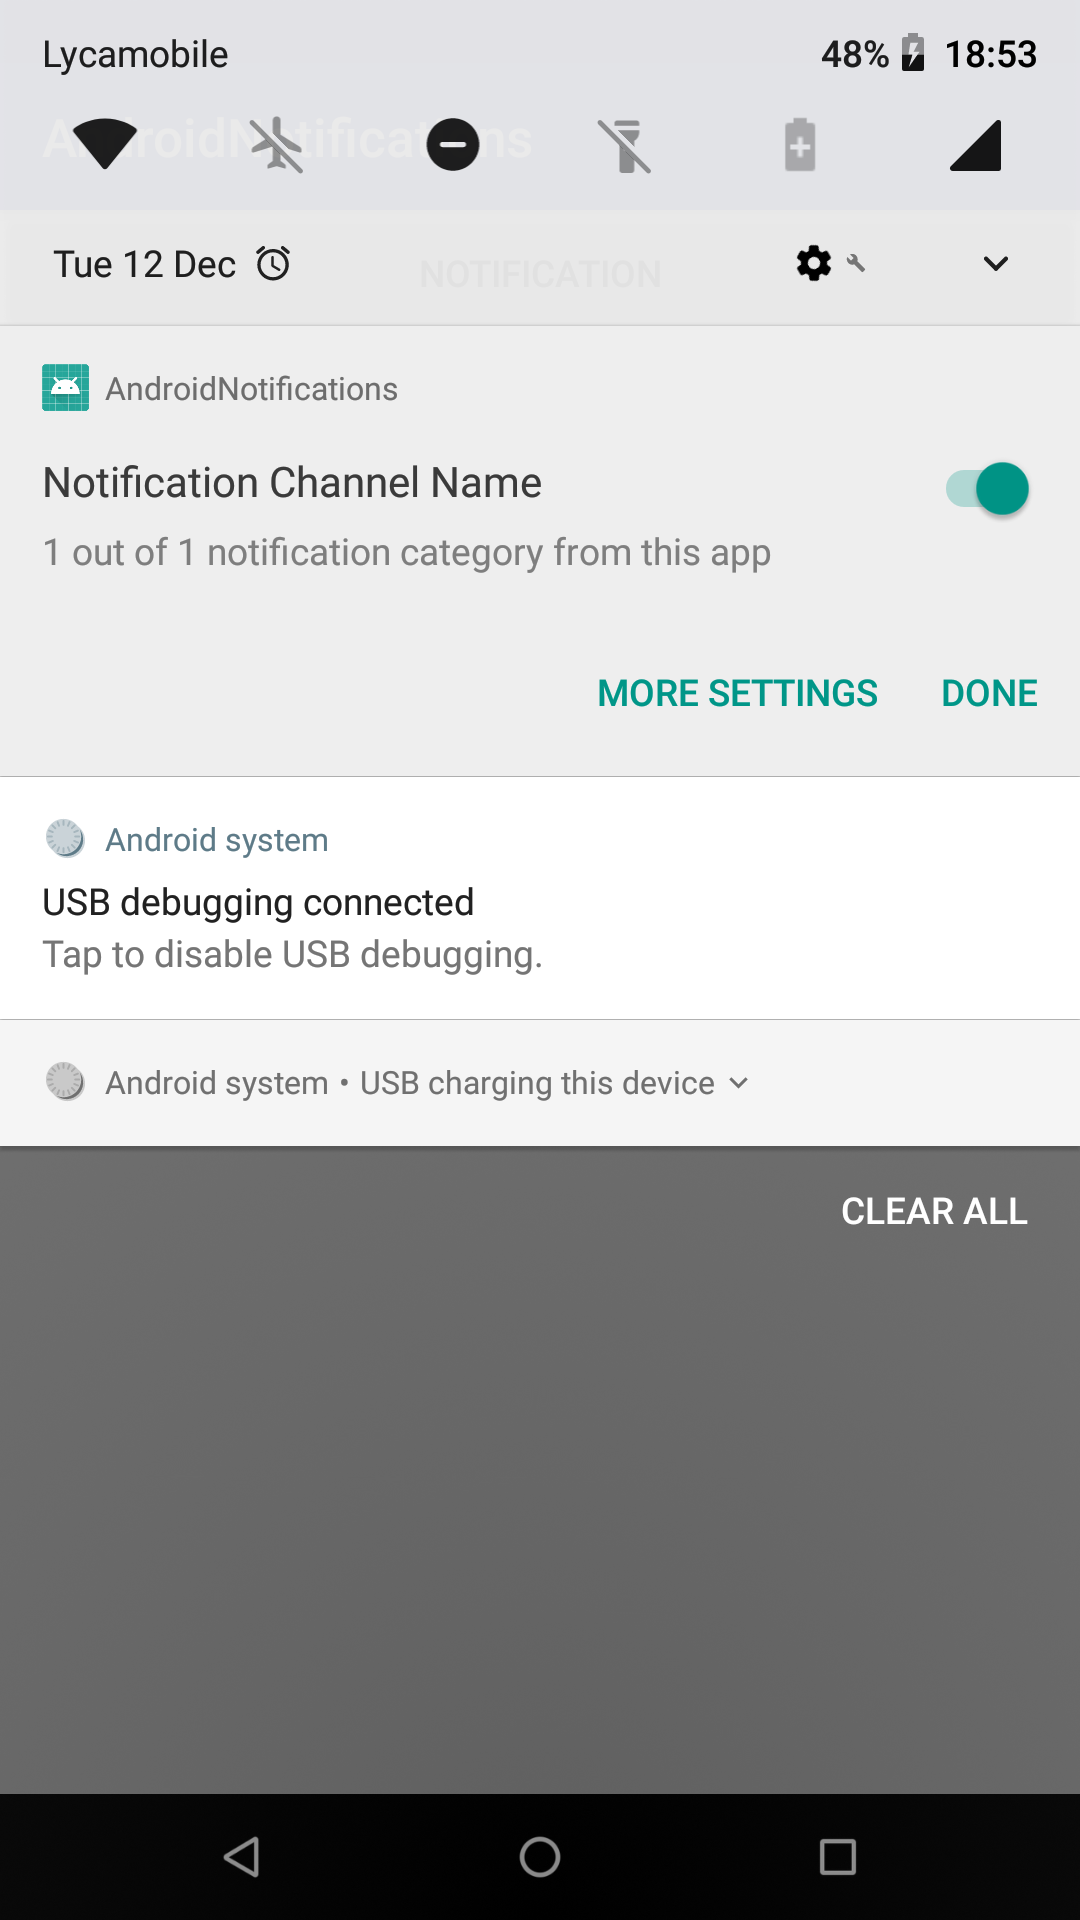 Lycamobile
48% 18:53
AndroidNotifications
Tue 12 Dec
NOTIFICATION
AndroidNotifications
Notification Channel Name
1 out of 1 notification category from this app
MORE SETTINGS DONE
Android system
USB debugging connected
Tap to disable USB debugging.
Android system • USB charging this device
CLEAR ALL